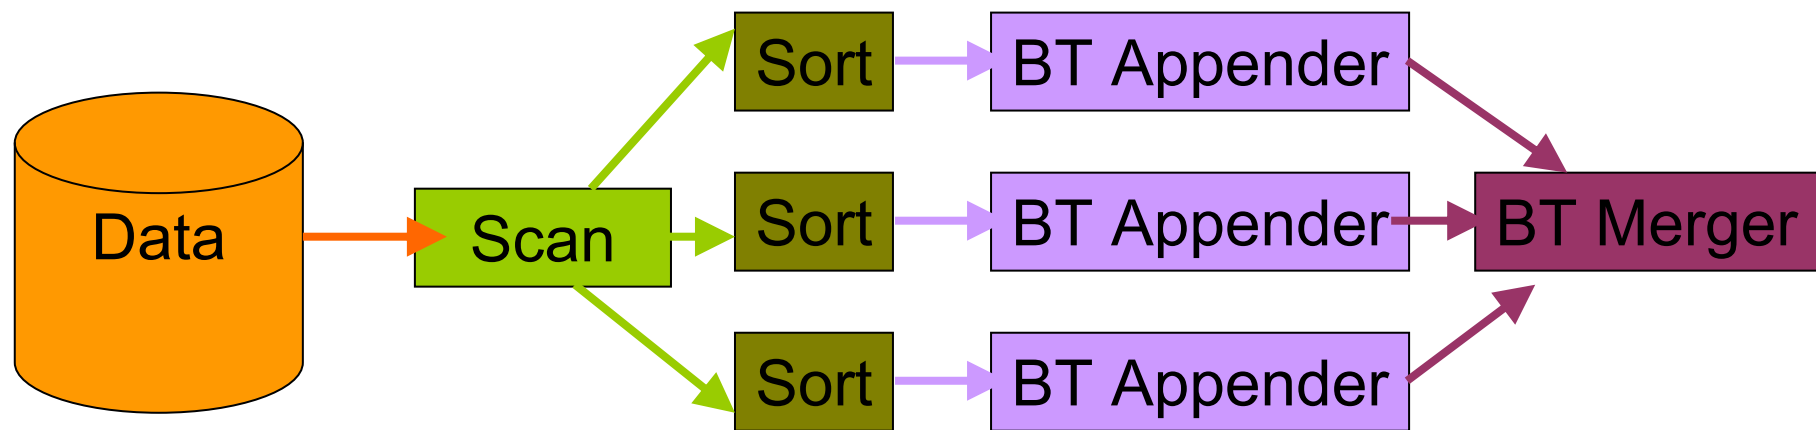 Data
Scan
Sort
BT Appender
Sort
BT Appender
Sort
BT Appender
BT Merger